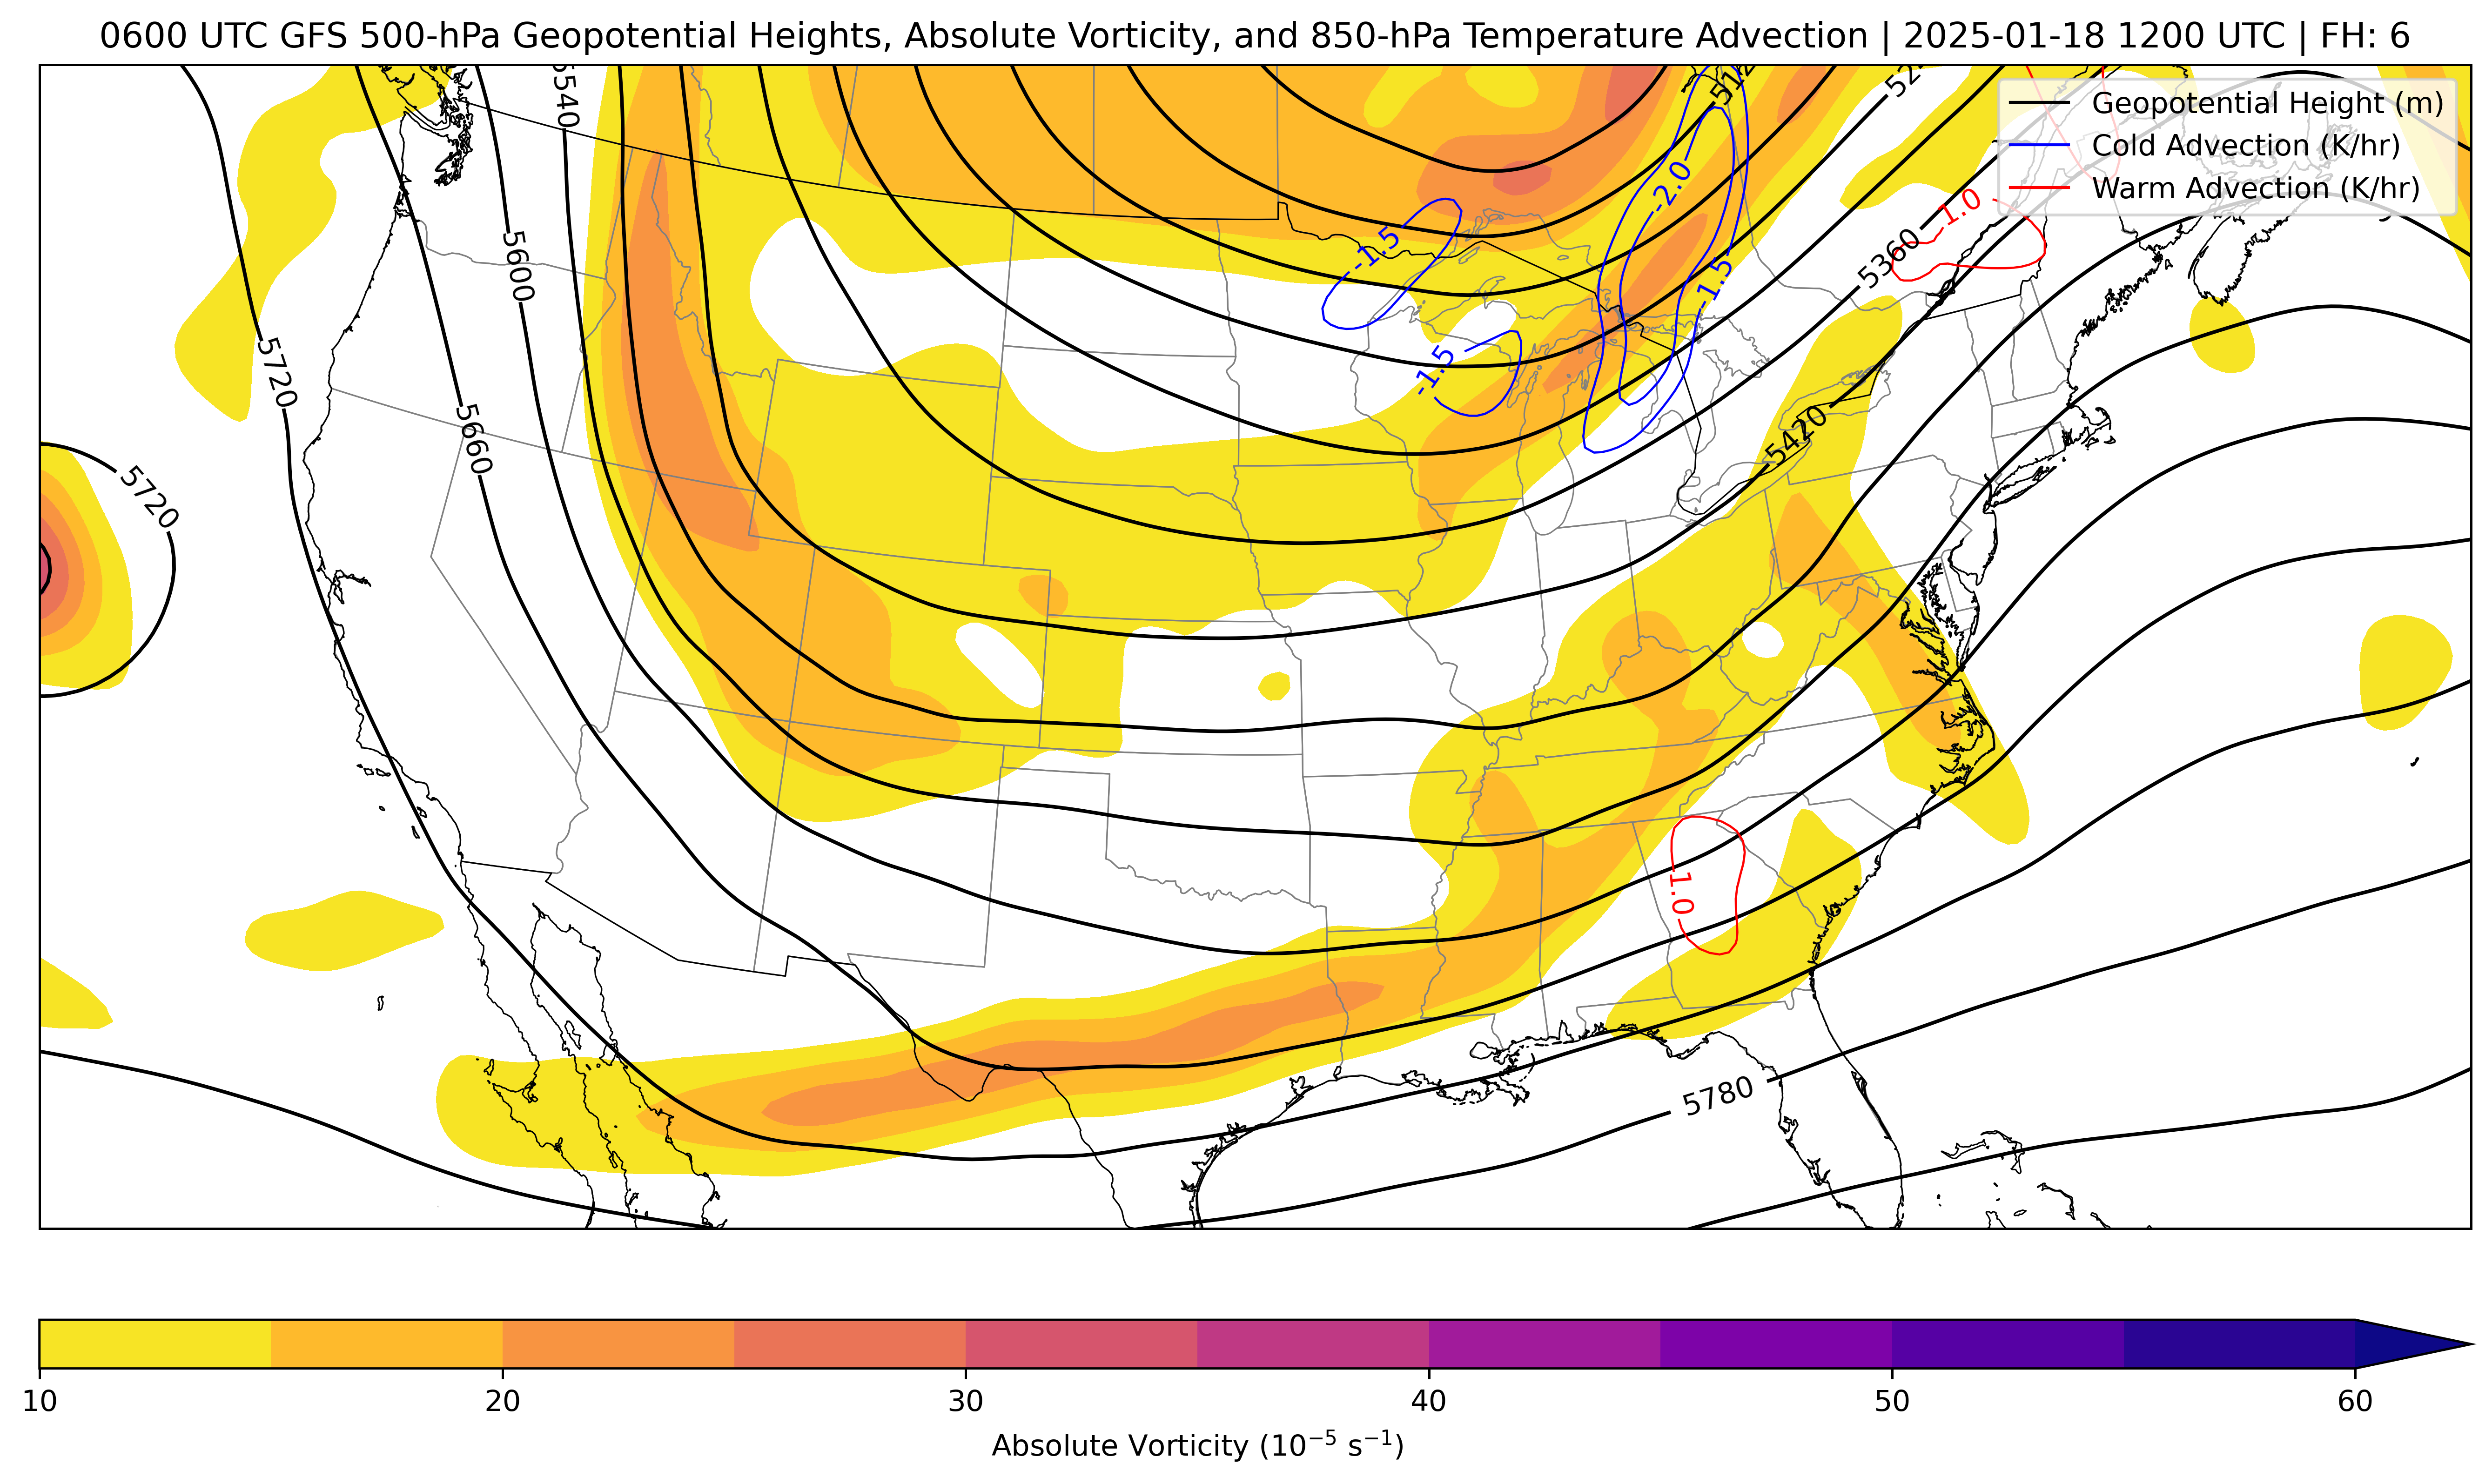 0600 UTC GFS 500-hPa Geopotential Heights, Absolute Vorticity, and 850-hPa Temperature Advection | 2025-01-18 1200 UTC | FH: 6
Geopotential Height (m)
Cold Advection (K/hr)
Warm Advection (K/hr)
5540
-2.0
1.0
-1.5
5360
5600
-1.5
5720
-1.5
5660
5420
5720
1.0
5780
10 20 30 40 50 60
Absolute Vorticity (10⁻⁵ s⁻¹)